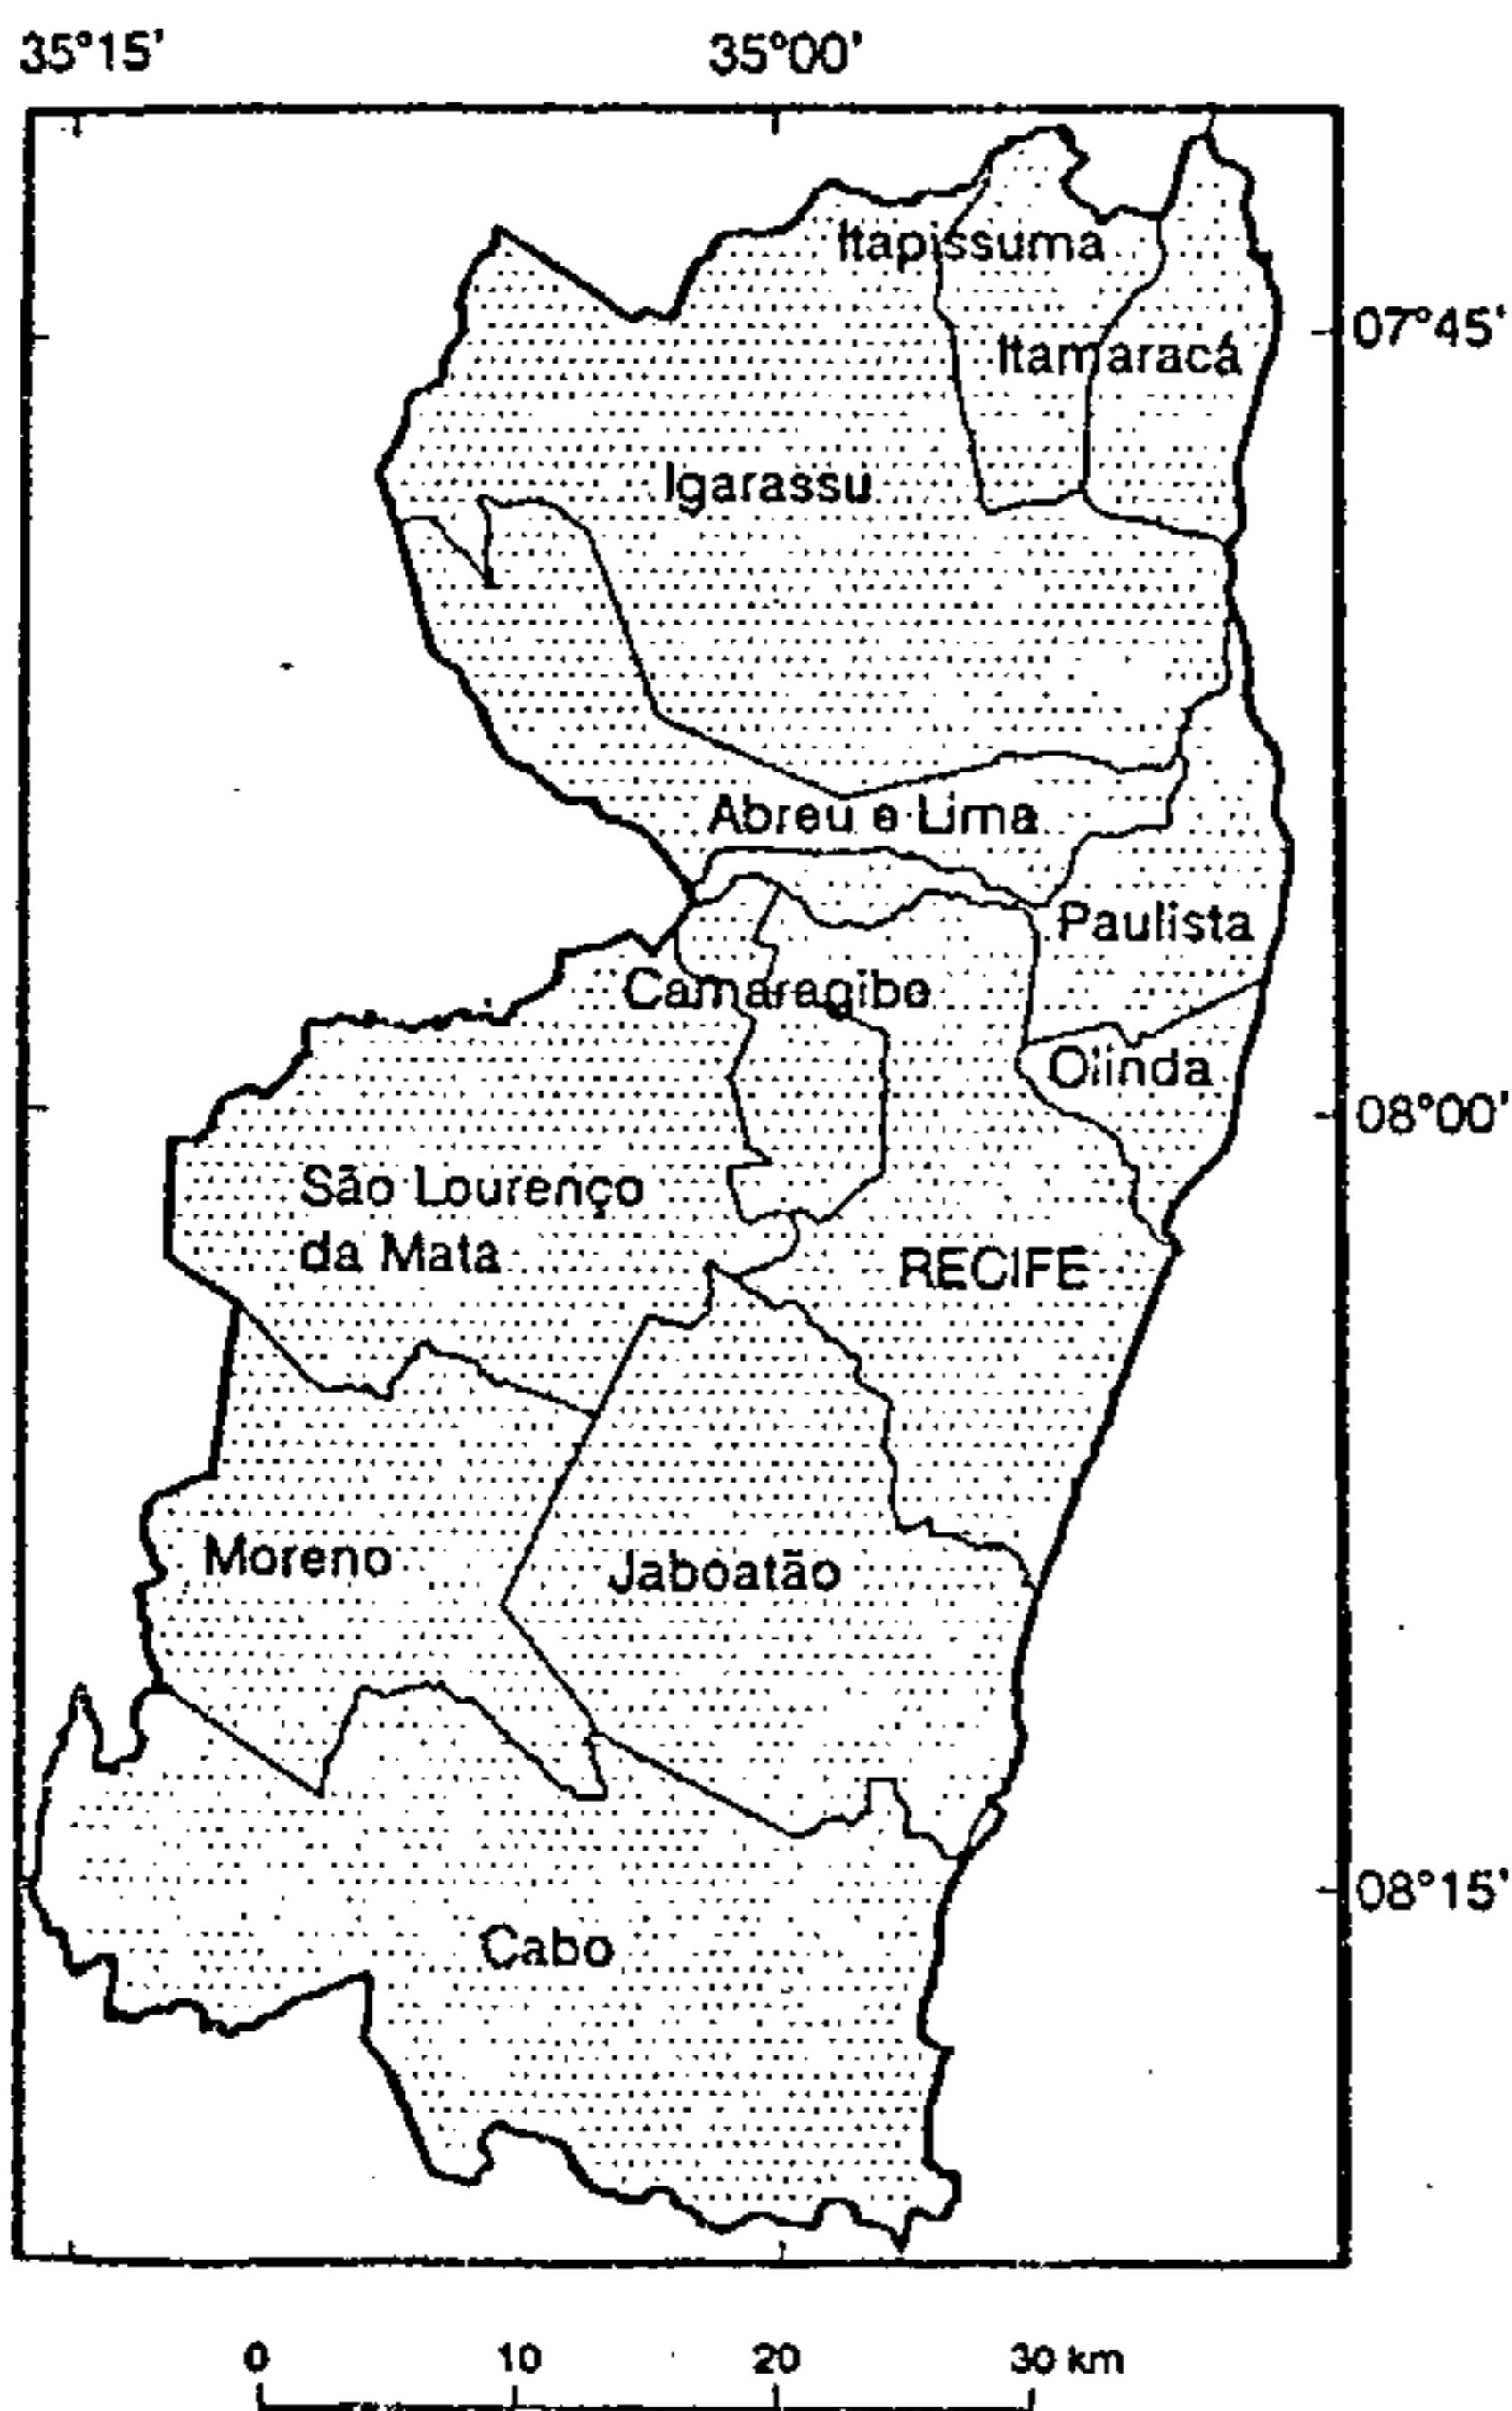 35°15' 35°00'
Itapissuma
07°45'
Itamaracá
Igarassu
Abreu e Lima
Paulista
Camaragibe
Olinda
08°00'
São Lourenço
da Mata
RECIFE
Moreno
Jaboatão
08°15'
Cabo
0 10 20 30 km